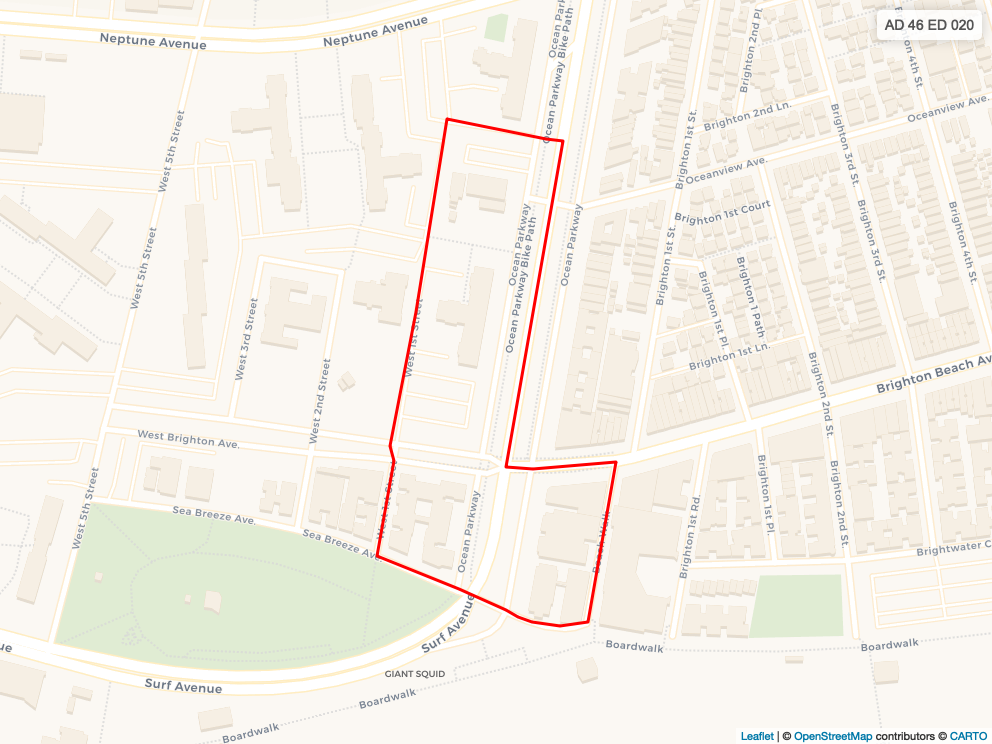 AD 46 ED 020
Neptune Avenue
Neptune Avenue
Ocean Park
Ocean Parkway Bike Path
Brighton 2nd Pl.
Brighton 4th St.
Brighton 2nd Ln.
Oceanview Ave.
West 5th Street
Brighton 1st St.
Oceanview Ave.
Brighton 3rd St.
Brighton 1st Court
Ocean Parkway
Ocean Parkway Bike Path
Ocean Parkway
West 5th Street
Brighton 1st St.
Brighton 1st Pl.
Brighton 1 Path
Brighton 3rd St.
Brighton 4th St.
West 3rd Street
West 1st Street
West 2nd Street
Brighton 1st Ln.
Brighton 2nd St.
Brighton Beach Av
West Brighton Ave.
West 5th Street
West 1st Street
Ocean Parkway
Beach Walk
Brighton 1st Rd.
Brighton 1st Pl.
Brighton 2nd St.
Sea Breeze Ave.
Sea Breeze Ave.
Brightwater C
Surf Avenue
ue
Surf Avenue
GIANT SQUID
Boardwalk
Boardwalk
Boardwalk
Boardwalk
Leaflet | © OpenStreetMap contributors © CARTO